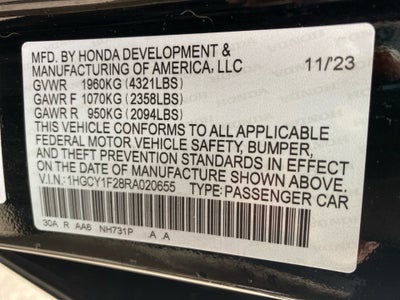 MFD. BY HONDA DEVELOPMENT &
MANUFACTURING OF AMERICA, LLC 11/23
GVWR 1960KG (4321LBS)
GAWR F 1070KG (2358LBS)
GAWR R 950KG (2094LBS)
THIS VEHICLE CONFORMS TO ALL APPLICABLE
FEDERAL MOTOR VEHICLE SAFETY, BUMPER,
AND THEFT PREVENTION STANDARDS IN EFFECT
ON THE DATE OF MANUFACTURE SHOWN ABOVE.
V.I.N.: 1HGCY1F28RA020655 TYPE: PASSENGER CAR
30A R AA6 NH731P A A